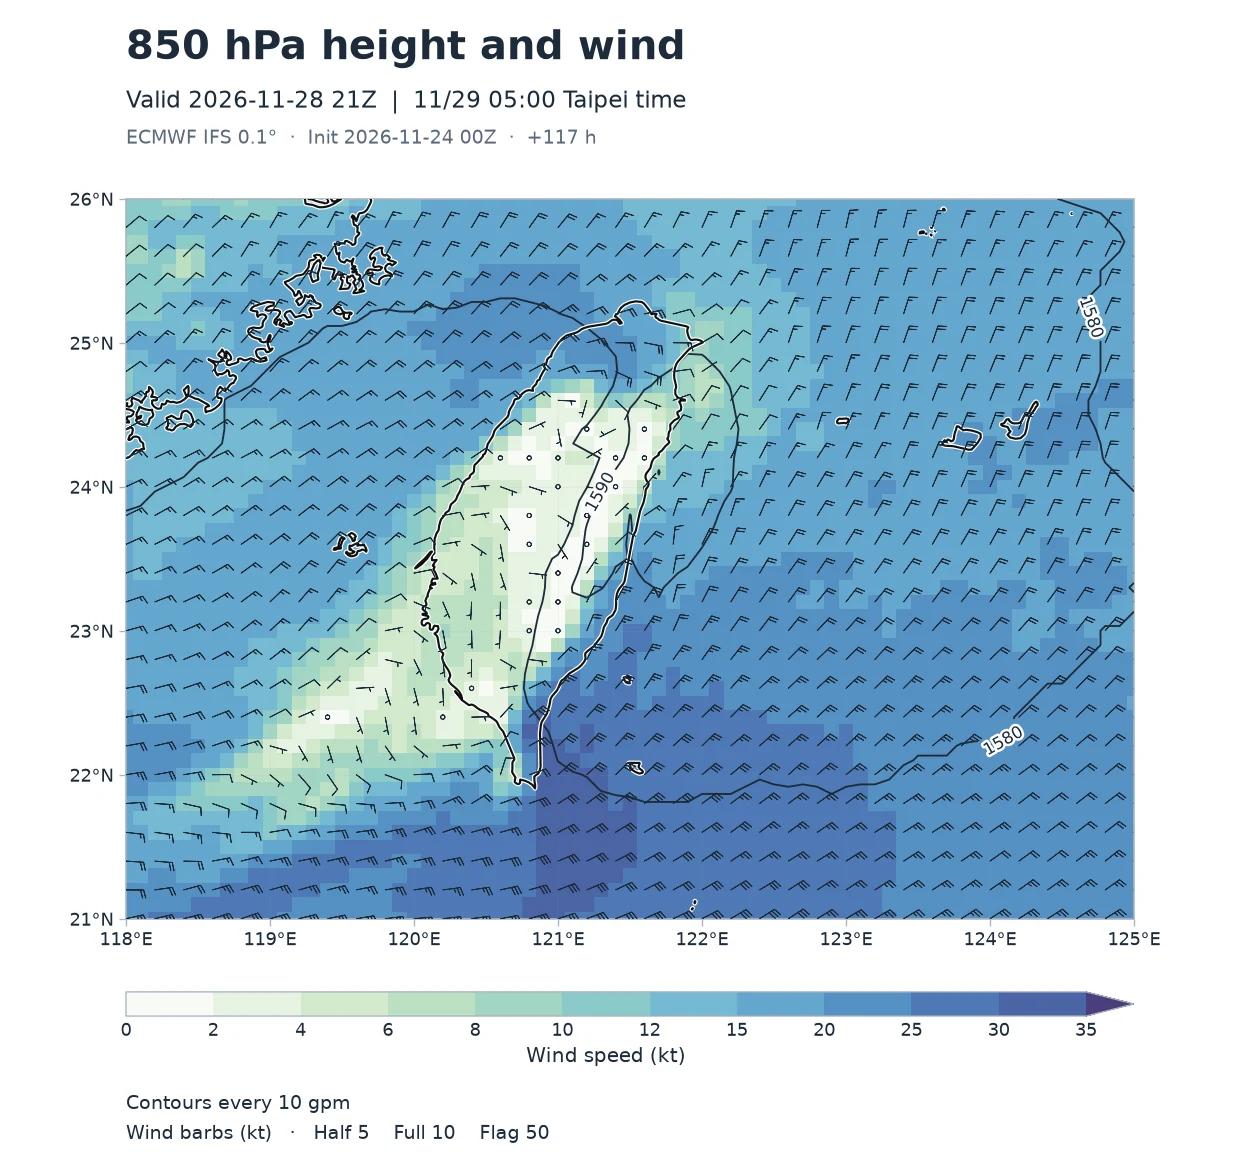 850 hPa height and wind
Valid 2026-11-28 21Z | 11/29 05:00 Taipei time
ECMWF IFS 0.1° · Init 2026-11-24 00Z · +117 h
26°N
25°N
24°N
23°N
22°N
21°N
1580
1590
1580
118°E 119°E 120°E 121°E 122°E 123°E 124°E 125°E
0 2 4 6 8 10 12 15 20 25 30 35
Wind speed (kt)
Contours every 10 gpm
Wind barbs (kt) · Half 5 Full 10 Flag 50